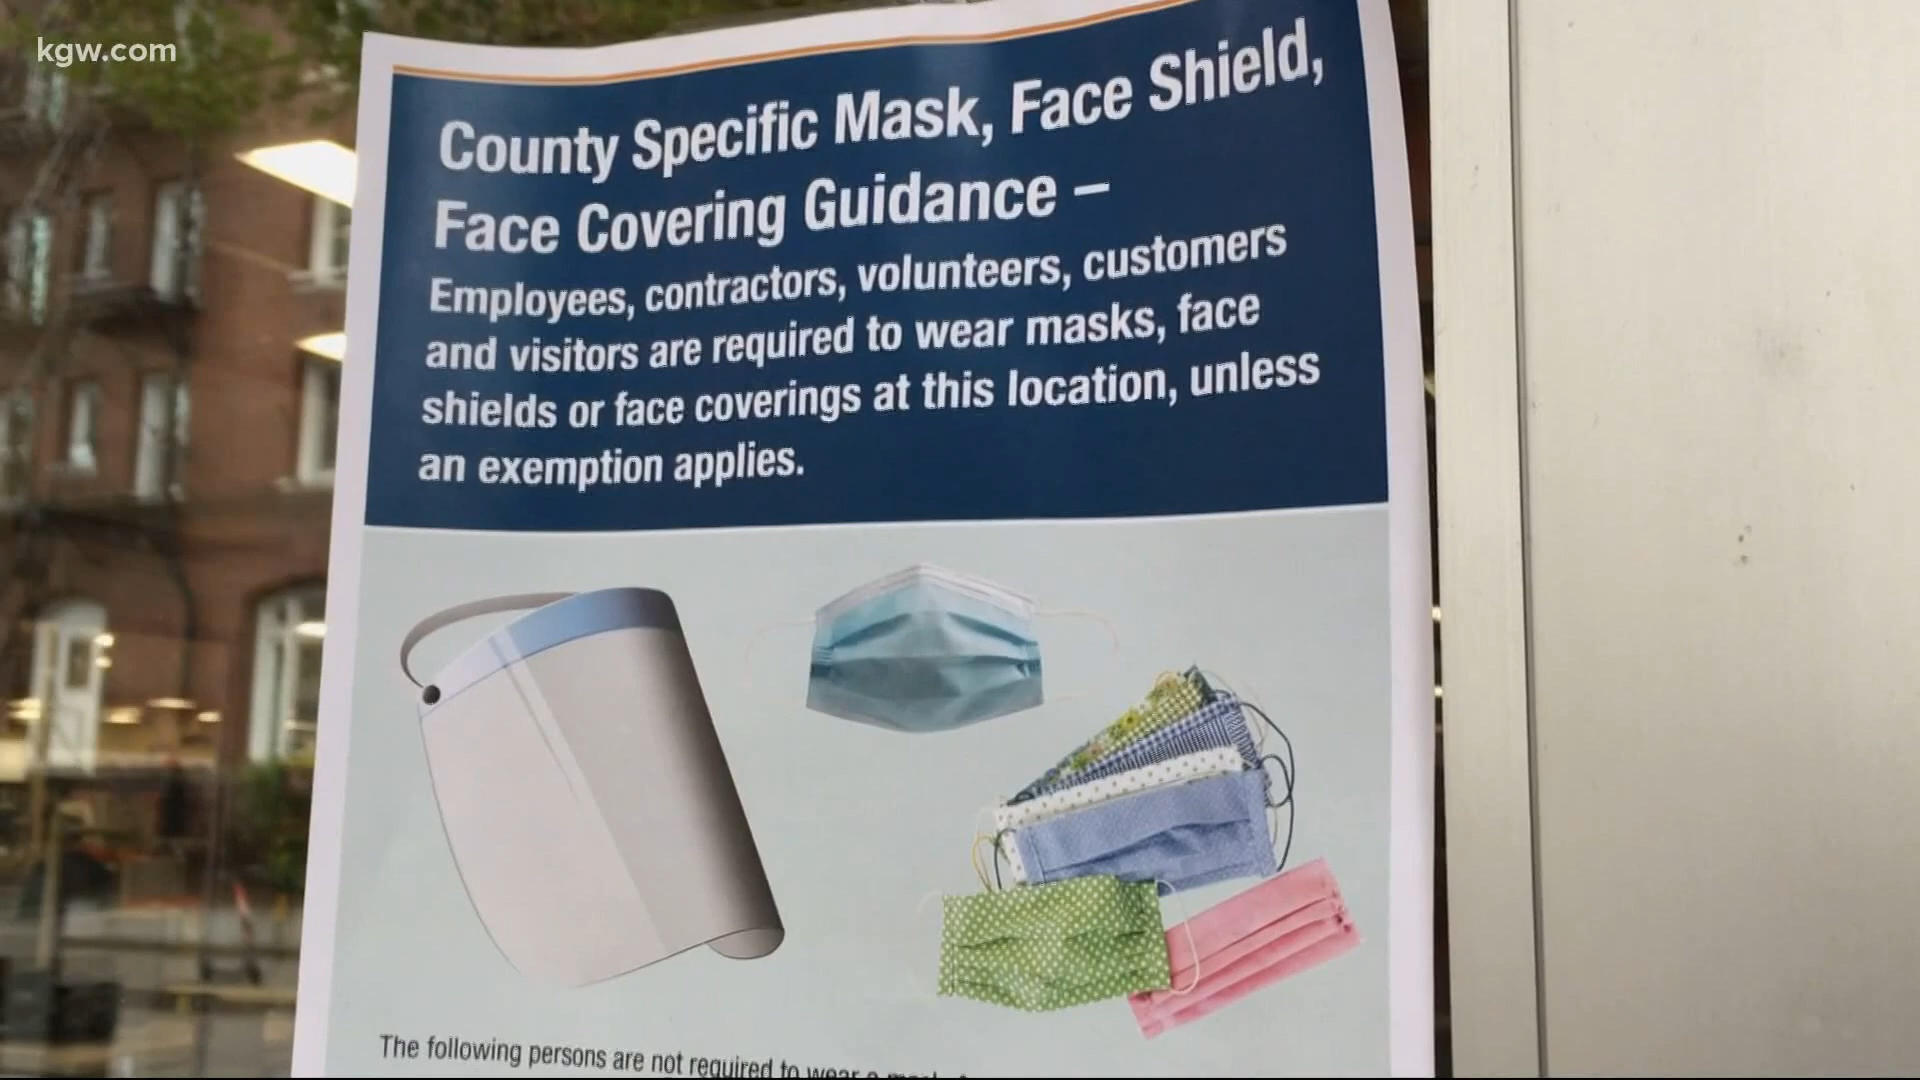 kgw.com
County Specific Mask, Face Shield,
Face Covering Guidance –
Employees, contractors, volunteers, customers
and visitors are required to wear masks, face
shields or face coverings at this location, unless
an exemption applies.
The following persons are not required to wear a